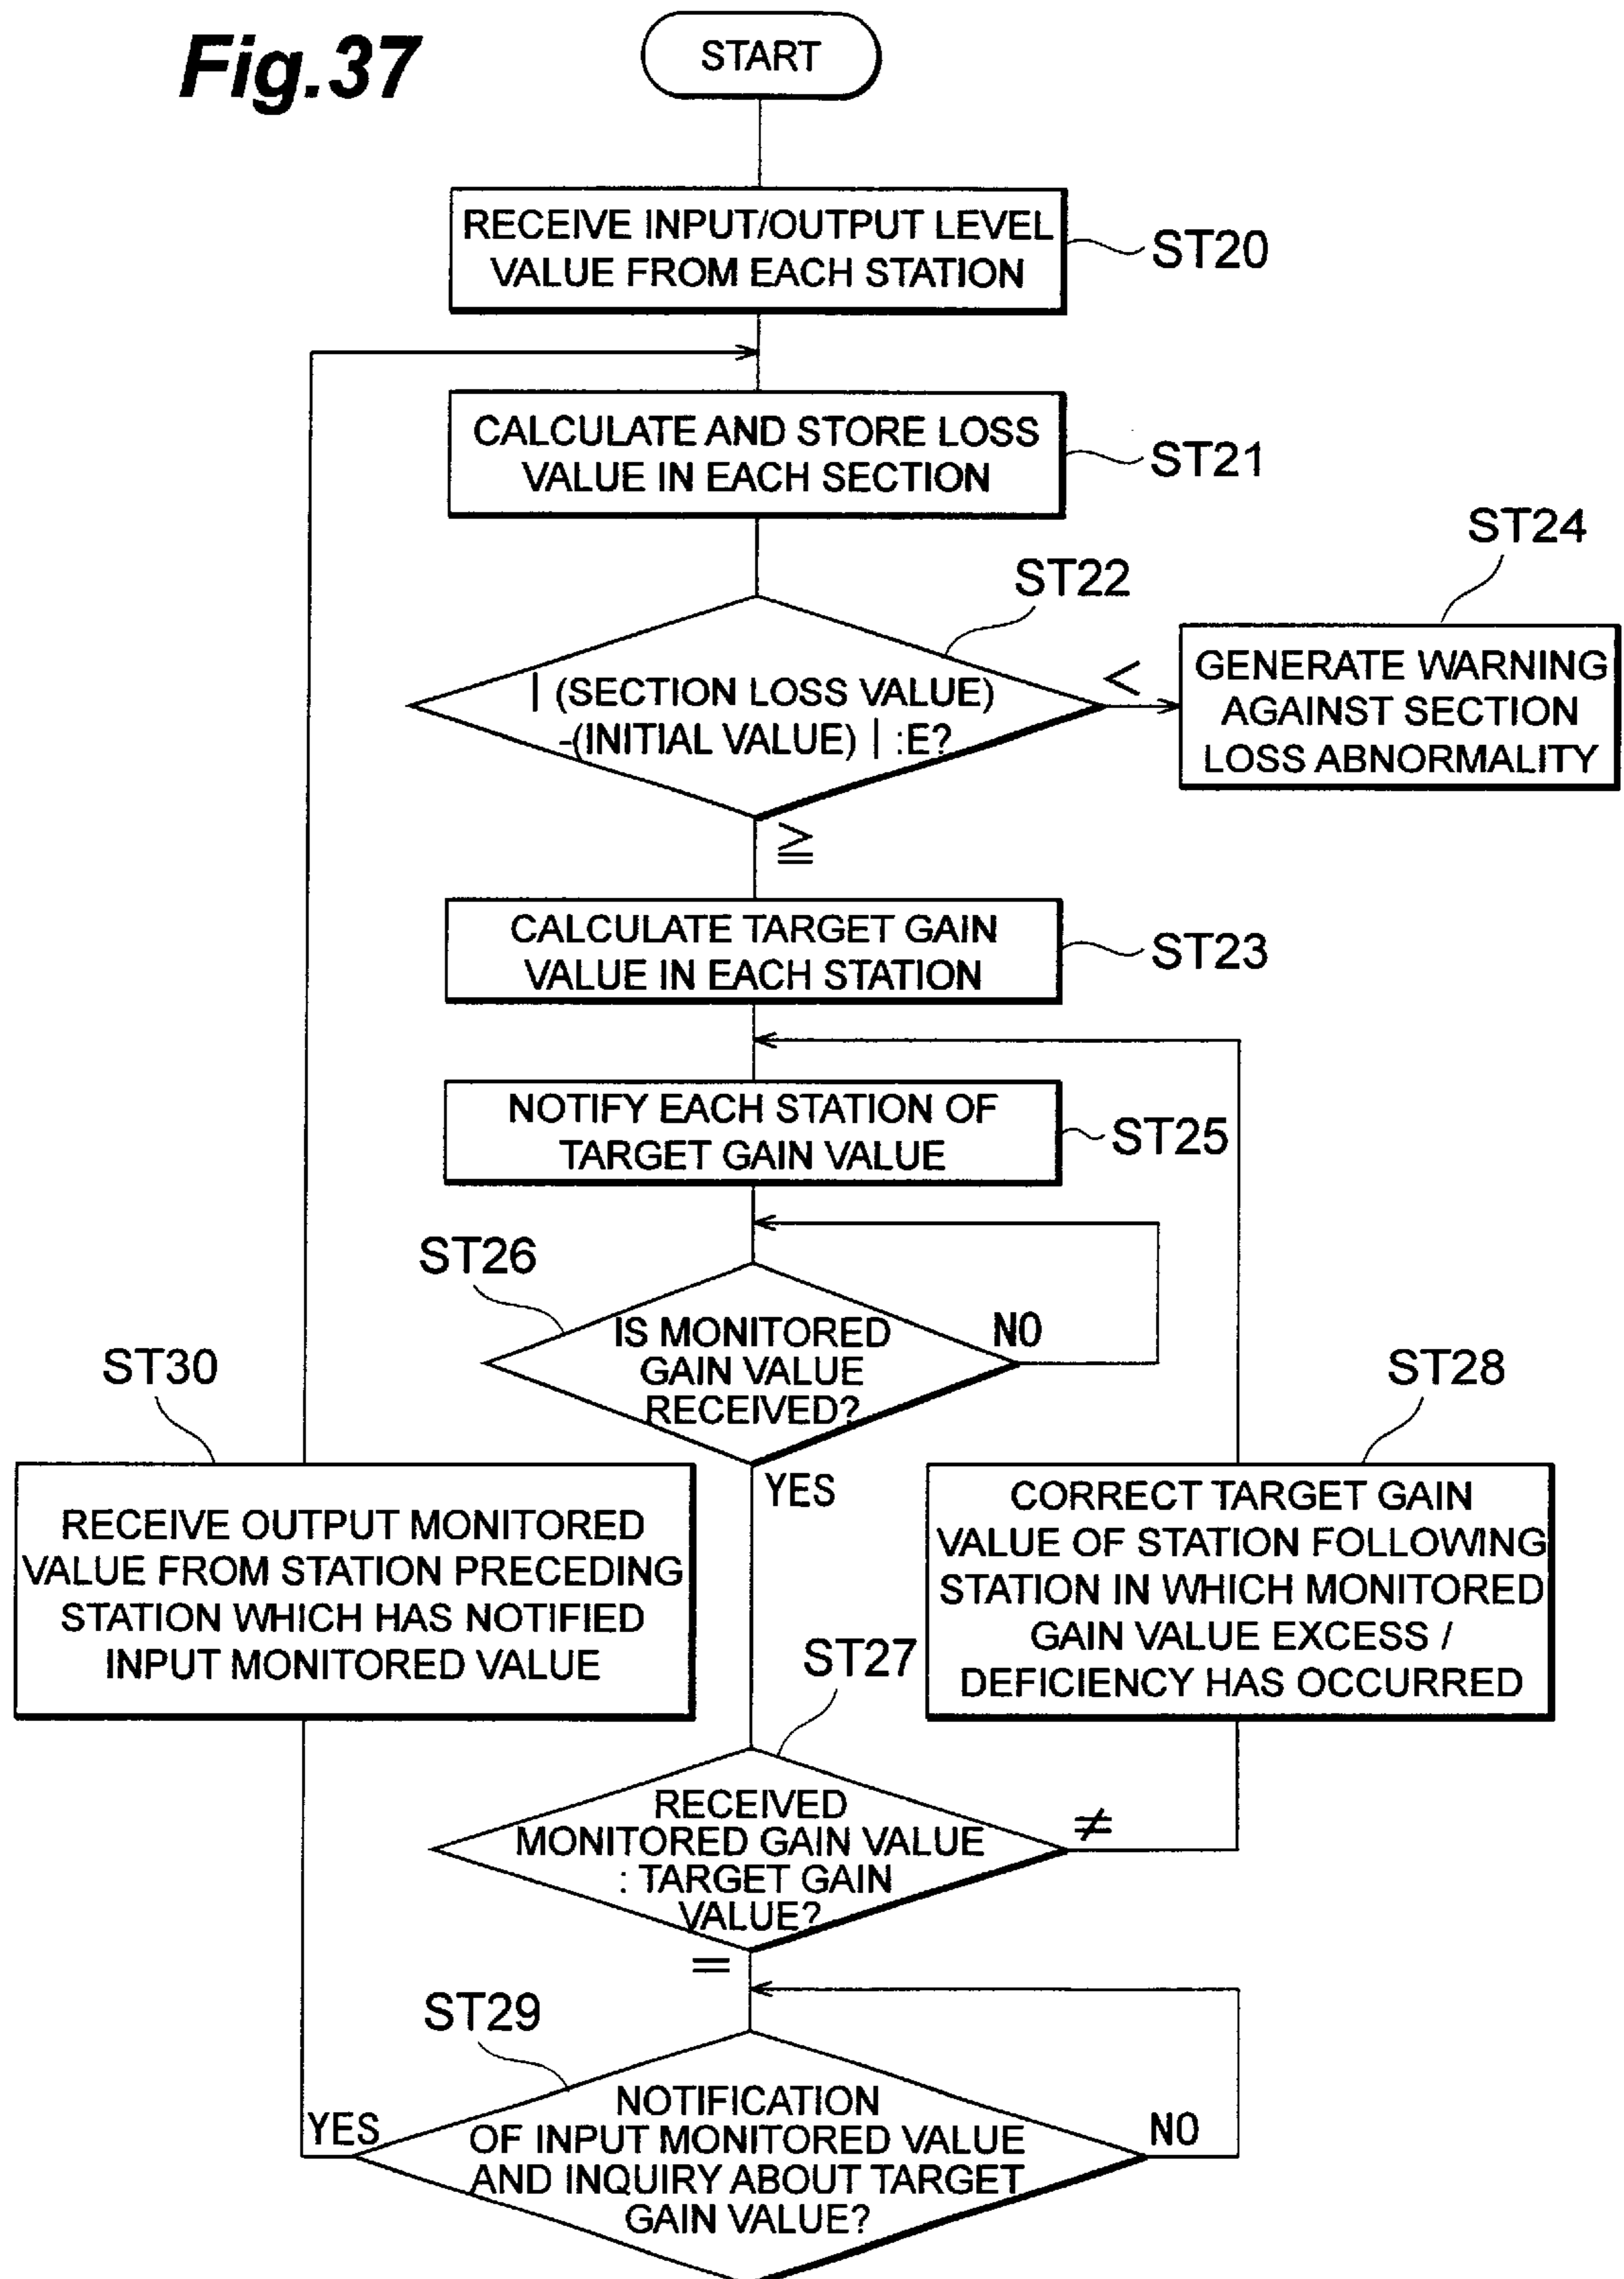 Fig.37
START
RECEIVE INPUT/OUTPUT LEVEL
VALUE FROM EACH STATION
ST20
CALCULATE AND STORE LOSS
VALUE IN EACH SECTION
ST21
ST22
| (SECTION LOSS VALUE)
-(INITIAL VALUE) | :E?
<
ST24
GENERATE WARNING
AGAINST SECTION
LOSS ABNORMALITY
≧
CALCULATE TARGET GAIN
VALUE IN EACH STATION
ST23
NOTIFY EACH STATION OF
TARGET GAIN VALUE
ST25
ST26
IS MONITORED
GAIN VALUE
RECEIVED?
NO
YES
ST30
RECEIVE OUTPUT MONITORED
VALUE FROM STATION PRECEDING
STATION WHICH HAS NOTIFIED
INPUT MONITORED VALUE
ST28
CORRECT TARGET GAIN
VALUE OF STATION FOLLOWING
STATION IN WHICH MONITORED
GAIN VALUE EXCESS /
DEFICIENCY HAS OCCURRED
ST27
RECEIVED
MONITORED GAIN VALUE
: TARGET GAIN
VALUE?
≠
=
ST29
NOTIFICATION
OF INPUT MONITORED VALUE
AND INQUIRY ABOUT TARGET
GAIN VALUE?
YES
NO